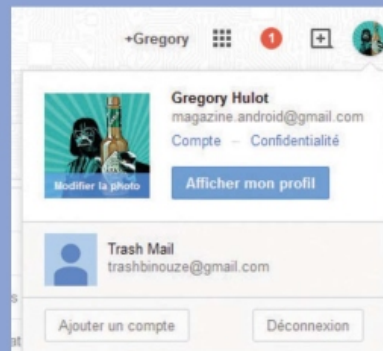 +Gregory 1
Gregory Hulot
magazine.android@gmail.com
Compte – Confidentialité
Modifier la photo
Afficher mon profil
Trash Mail
trashbinouze@gmail.com
s
at
Ajouter un compte
Déconnexion